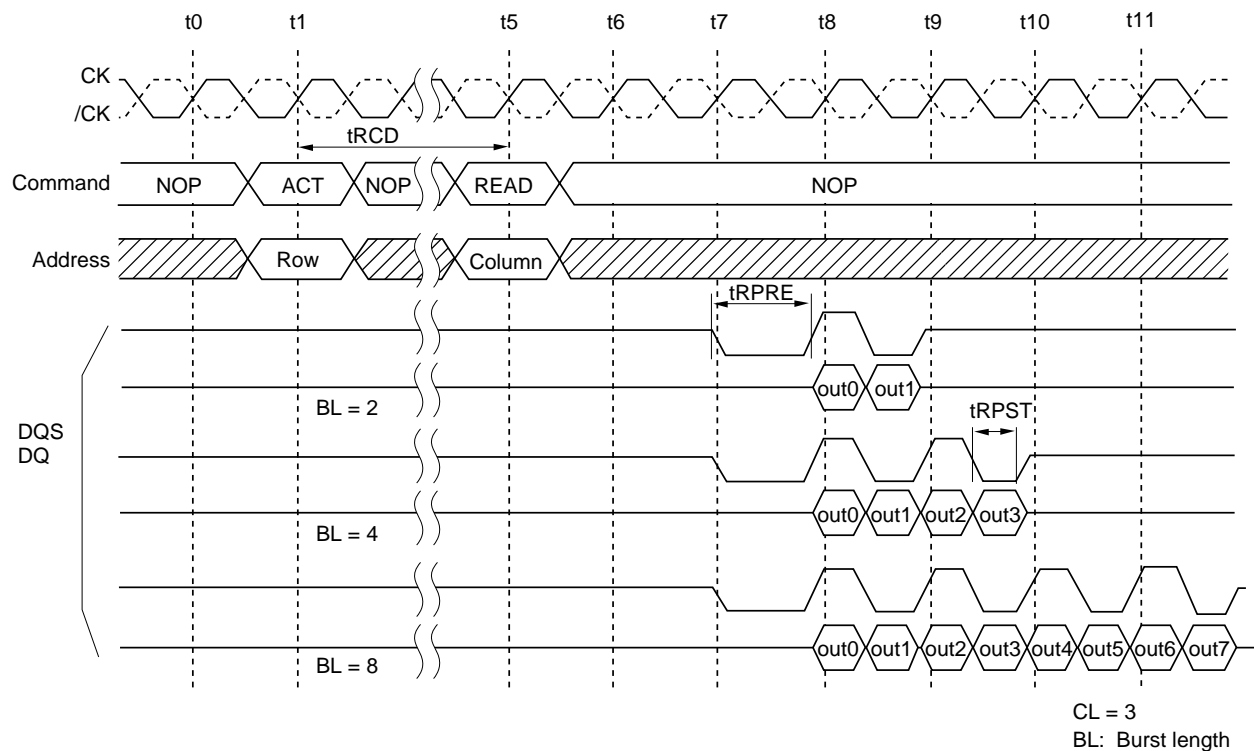 t0 t1 t5 t6 t7 t8 t9 t10 t11
CK
/CK
tRCD
Command NOP ACT NOP READ NOP
Address Row Column
tRPRE
out0 out1
BL = 2
tRPST
DQS
DQ
out0 out1 out2 out3
BL = 4
out0 out1 out2 out3 out4 out5 out6 out7
BL = 8
CL = 3
BL: Burst length